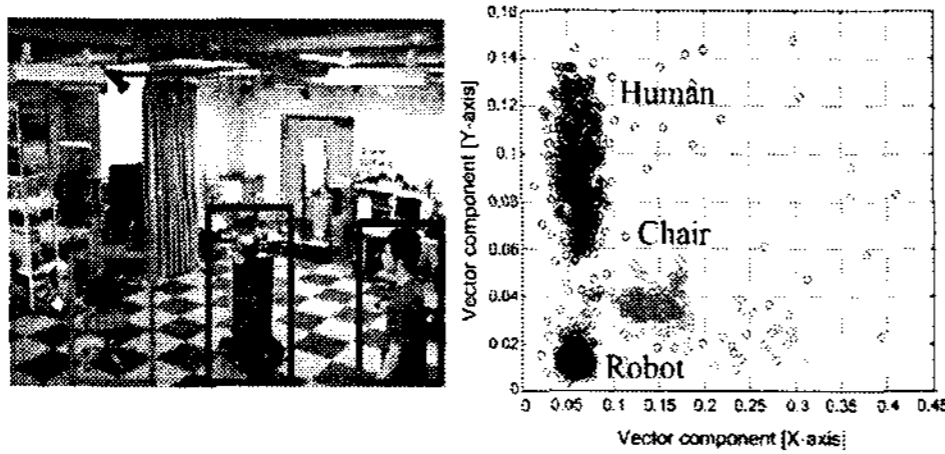 0.16
0.14
0.12
0.1
0.08
0.06
0.04
0.02
0
Vector component [Y-axis]
Humân
Chair
Robot
0 0.05 0.1 0.15 0.2 0.25 0.3 0.35 0.4 0.45
Vector component [X-axis]